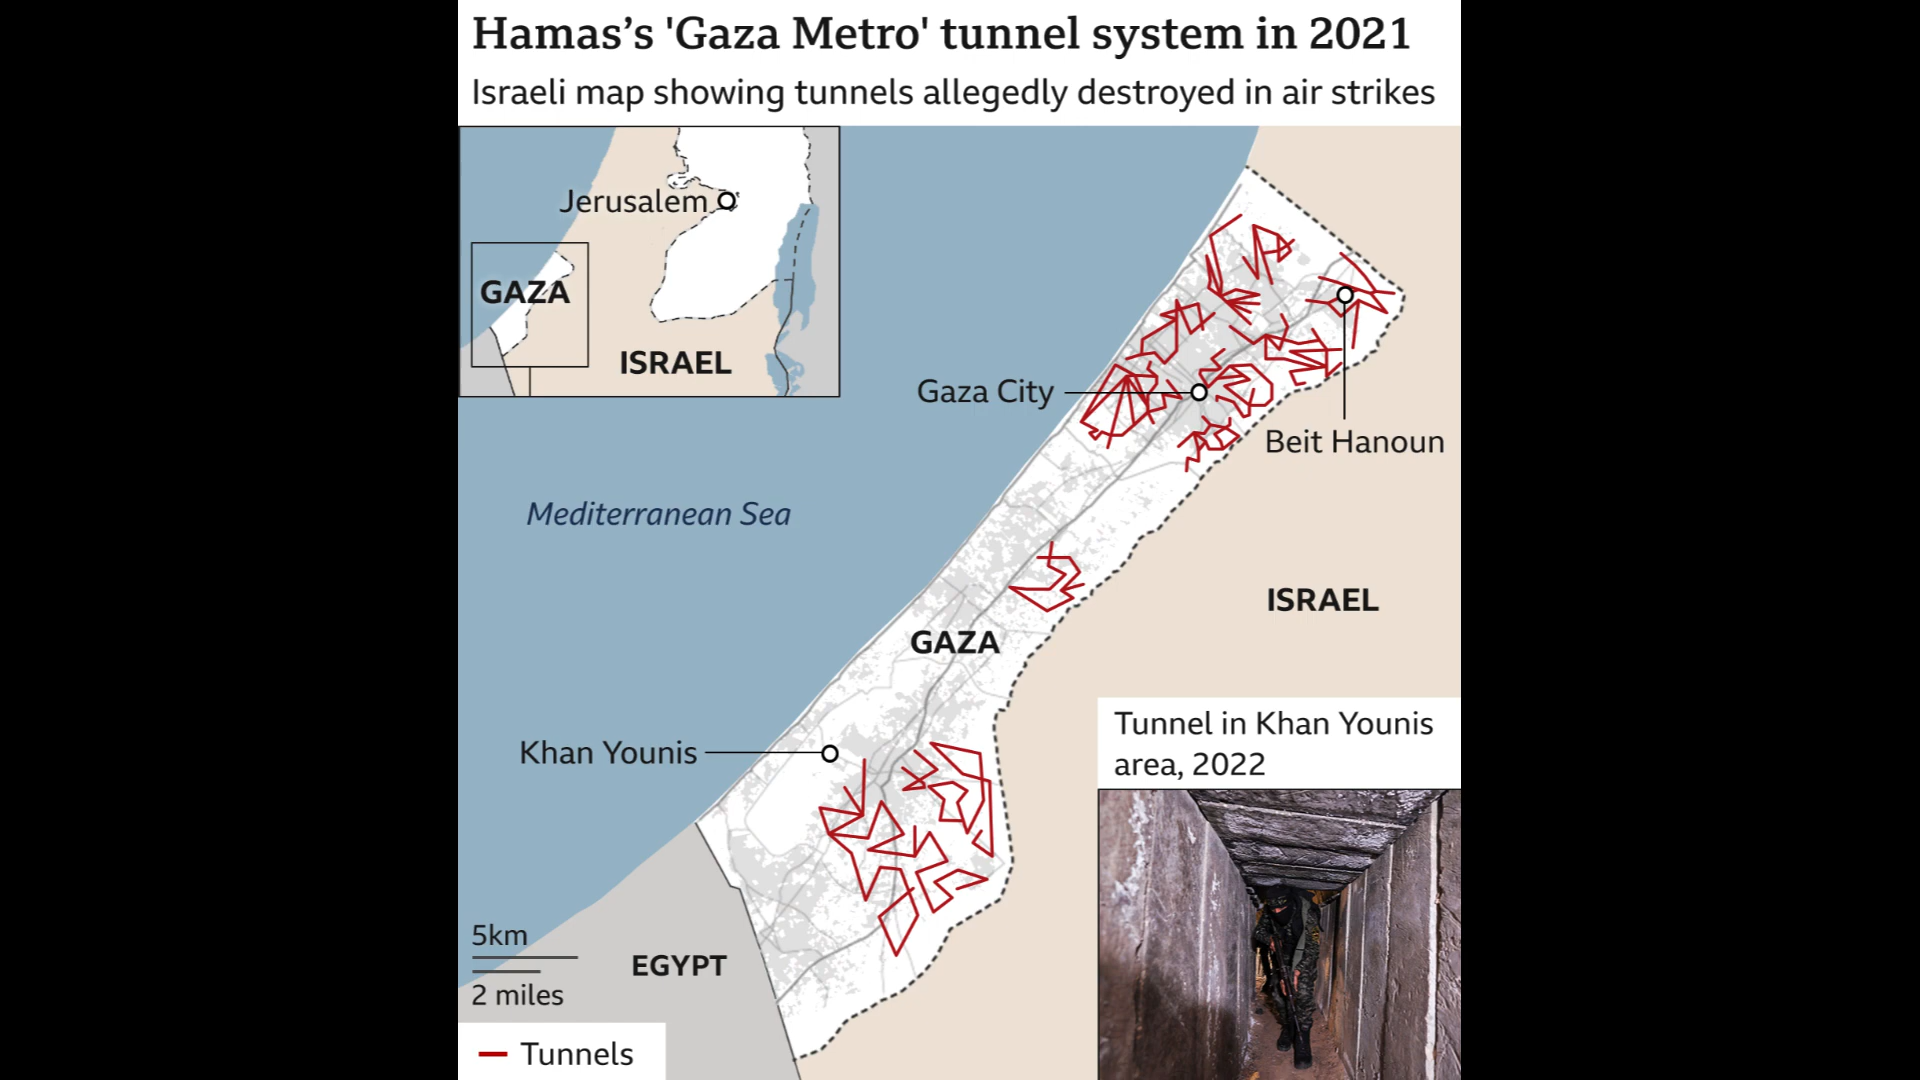 Hamas’s 'Gaza Metro' tunnel system in 2021
Israeli map showing tunnels allegedly destroyed in air strikes
Jerusalem
GAZA
ISRAEL
Gaza City
Beit Hanoun
Mediterranean Sea
ISRAEL
GAZA
Khan Younis
Tunnel in Khan Younis
area, 2022
5km
2 miles
EGYPT
Tunnels